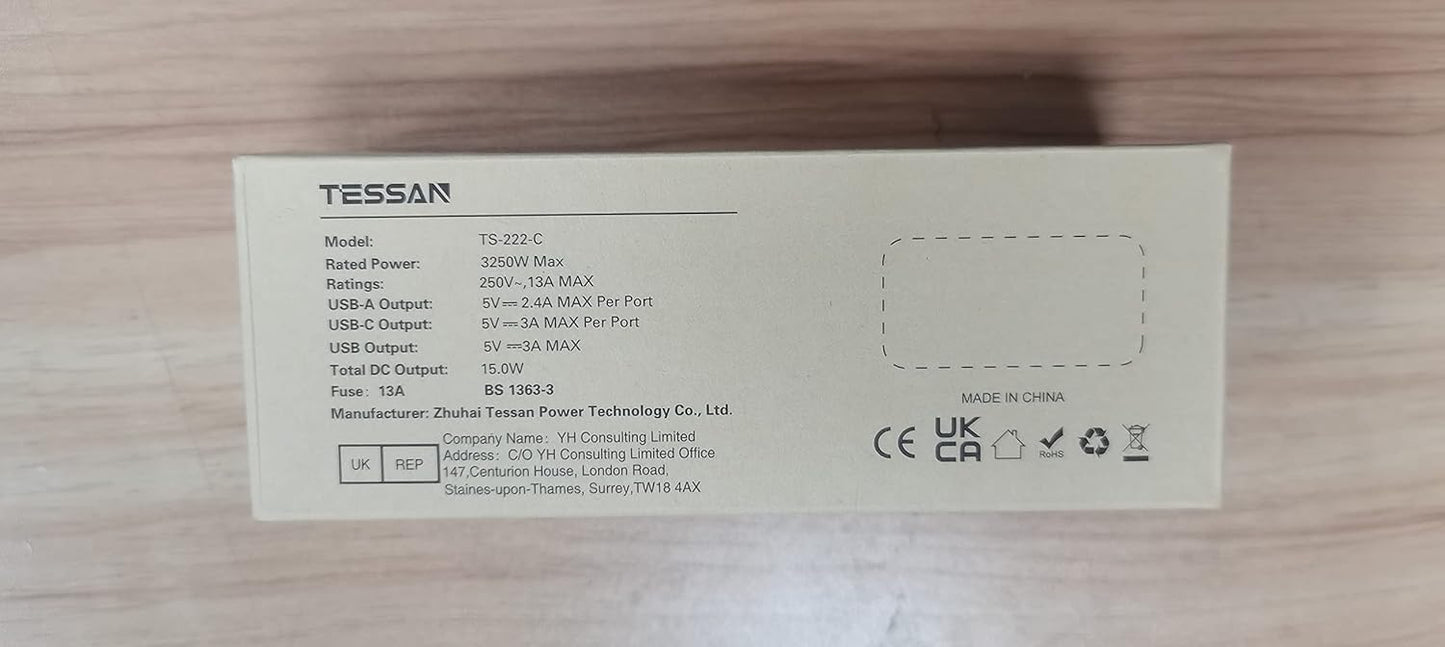 TESSAN
Model: TS-222-C
Rated Power: 3250W Max
Ratings: 250V~,13A MAX
USB-A Output: 5V⎓2.4A MAX Per Port
USB-C Output: 5V⎓3A MAX Per Port
USB Output: 5V⎓3A MAX
Total DC Output: 15.0W
Fuse: 13A BS 1363-3
Manufacturer: Zhuhai Tessan Power Technology Co., Ltd.
UK REP
Company Name: YH Consulting Limited
Address: C/O YH Consulting Limited Office
147,Centurion House, London Road,
Staines-upon-Thames, Surrey,TW18 4AX
MADE IN CHINA
CE
UK
CA
RoHS